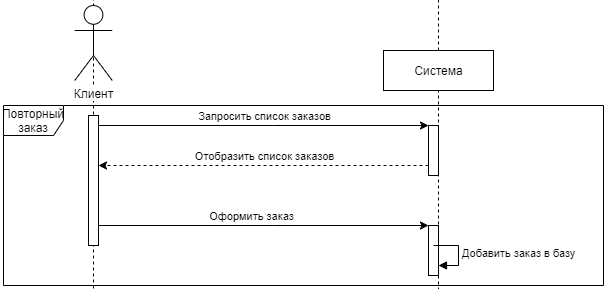 Клиент
Система
Повторный
заказ
Запросить список заказов
Отобразить список заказов
Оформить заказ
Добавить заказ в базу